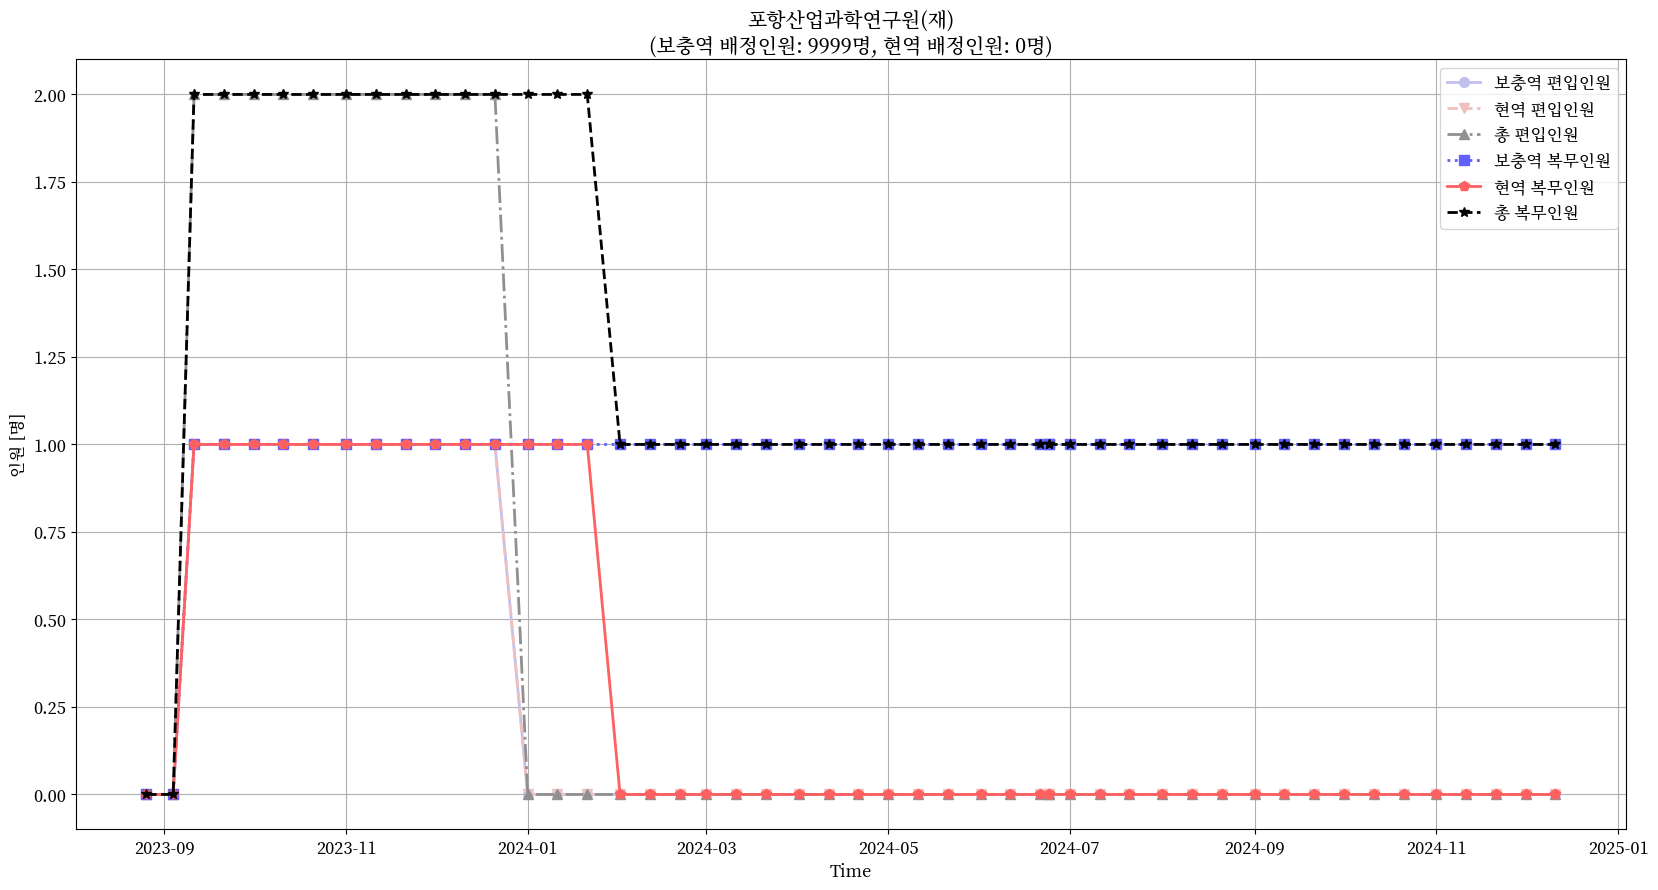 포항산업과학연구원(재)
(보충역 배정인원: 9999명, 현역 배정인원: 0명)
보충역 편입인원
현역 편입인원
총 편입인원
보충역 복무인원
현역 복무인원
총 복무인원
2.00
1.75
1.50
1.25
1.00
0.75
0.50
0.25
0.00
인원 [명]
2023-09
2023-11
2024-01
2024-03
2024-05
2024-07
2024-09
2024-11
2025-01
Time